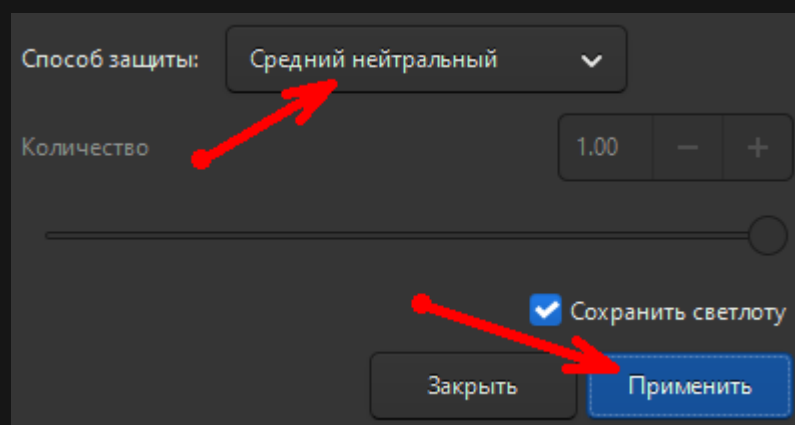 Способ защиты: Средний нейтральный
Количество 1.00 − +
Сохранить светлоту
Закрыть Применить